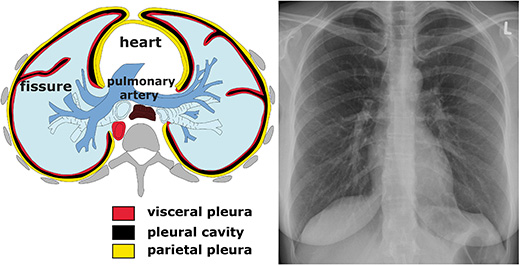 heart
fissure
pulmonary
artery
visceral pleura
pleural cavity
parietal pleura
L